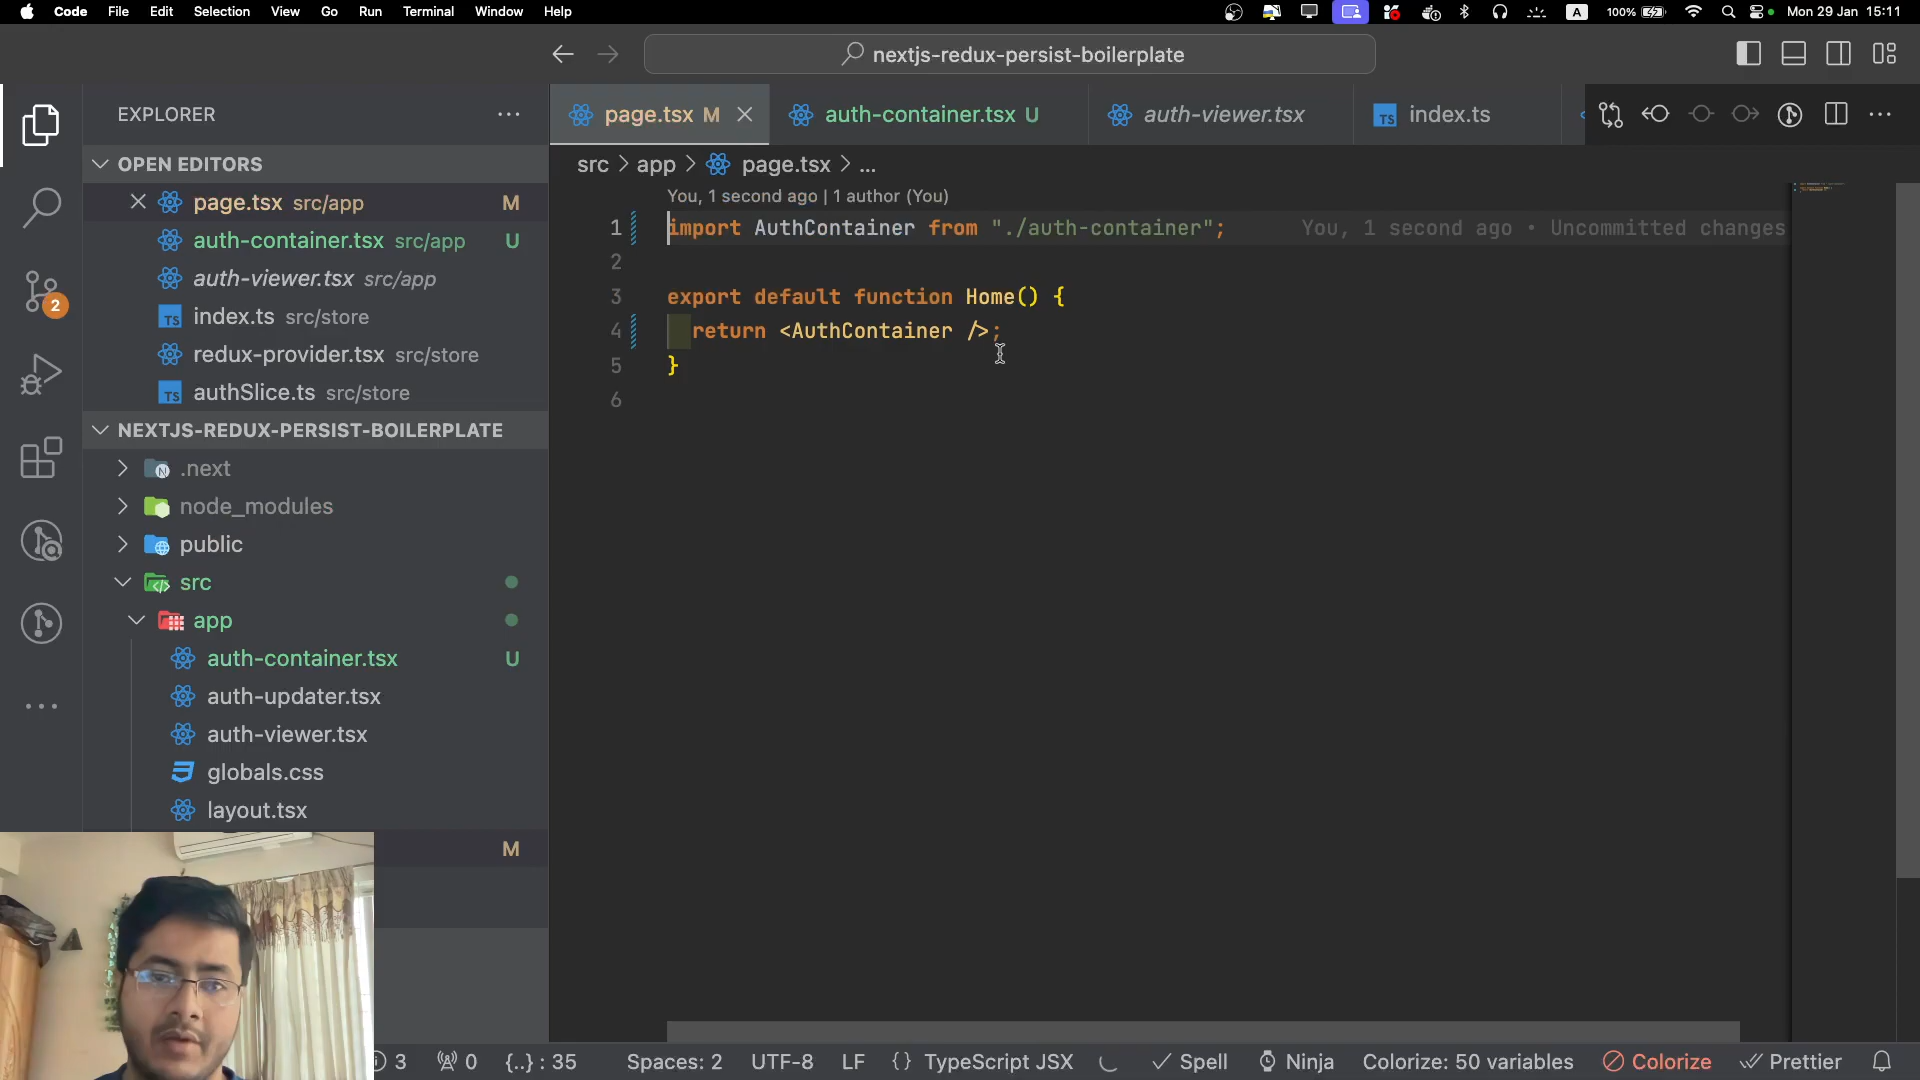 Code File Edit Selection View Go Run Terminal Window Help A 100% Mon 29 Jan 15:11
nextjs-redux-persist-boilerplate
EXPLORER
OPEN EDITORS
page.tsx src/app M
auth-container.tsx src/app U
auth-viewer.tsx src/app
TS index.ts src/store
redux-provider.tsx src/store
TS authSlice.ts src/store
NEXTJS-REDUX-PERSIST-BOILERPLATE
.next
node_modules
public
src
app
auth-container.tsx U
auth-updater.tsx
auth-viewer.tsx
globals.css
layout.tsx
M
2
page.tsx M auth-container.tsx U auth-viewer.tsx TS index.ts
src > app > page.tsx > ...
You, 1 second ago | 1 author (You)
1 import AuthContainer from "./auth-container"; You, 1 second ago • Uncommitted changes
2
3 export default function Home() {
4 return <AuthContainer />;
5 }
6
3 0 {..} : 35 Spaces: 2 UTF-8 LF {} TypeScript JSX Spell Ninja Colorize: 50 variables Colorize Prettier